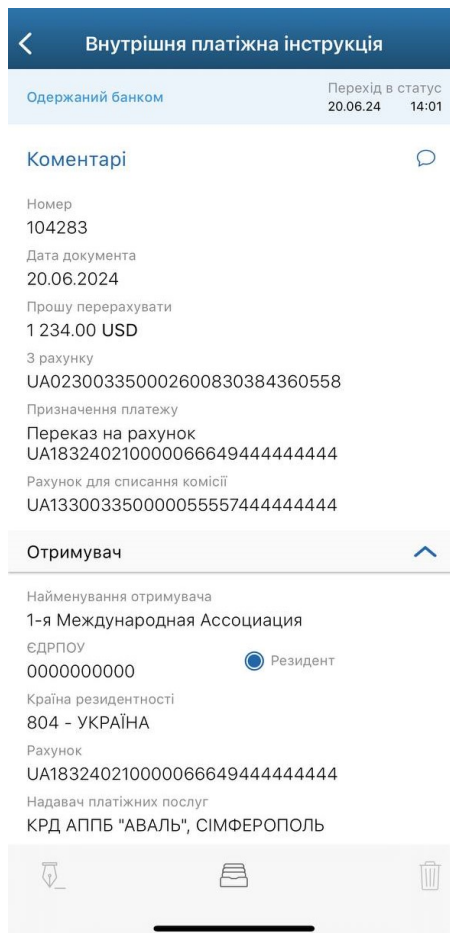 Внутрішня платіжна інструкція
Одержаний банком
Перехід в статус
20.06.24 14:01
Коментарі
Номер
104283
Дата документа
20.06.2024
Прошу перерахувати
1 234.00 USD
З рахунку
UA023003350002600830384360558
Призначення платежу
Переказ на рахунок
UA183240210000066649444444444
Рахунок для списання комісії
UA133003350000055557444444444
Отримувач
Найменування отримувача
1-я Международная Ассоциация
ЄДРПОУ
0000000000
Резидент
Країна резидентності
804 - УКРАЇНА
Рахунок
UA183240210000066649444444444
Надавач платіжних послуг
КРД АППБ "АВАЛЬ", СІМФЕРОПОЛЬ